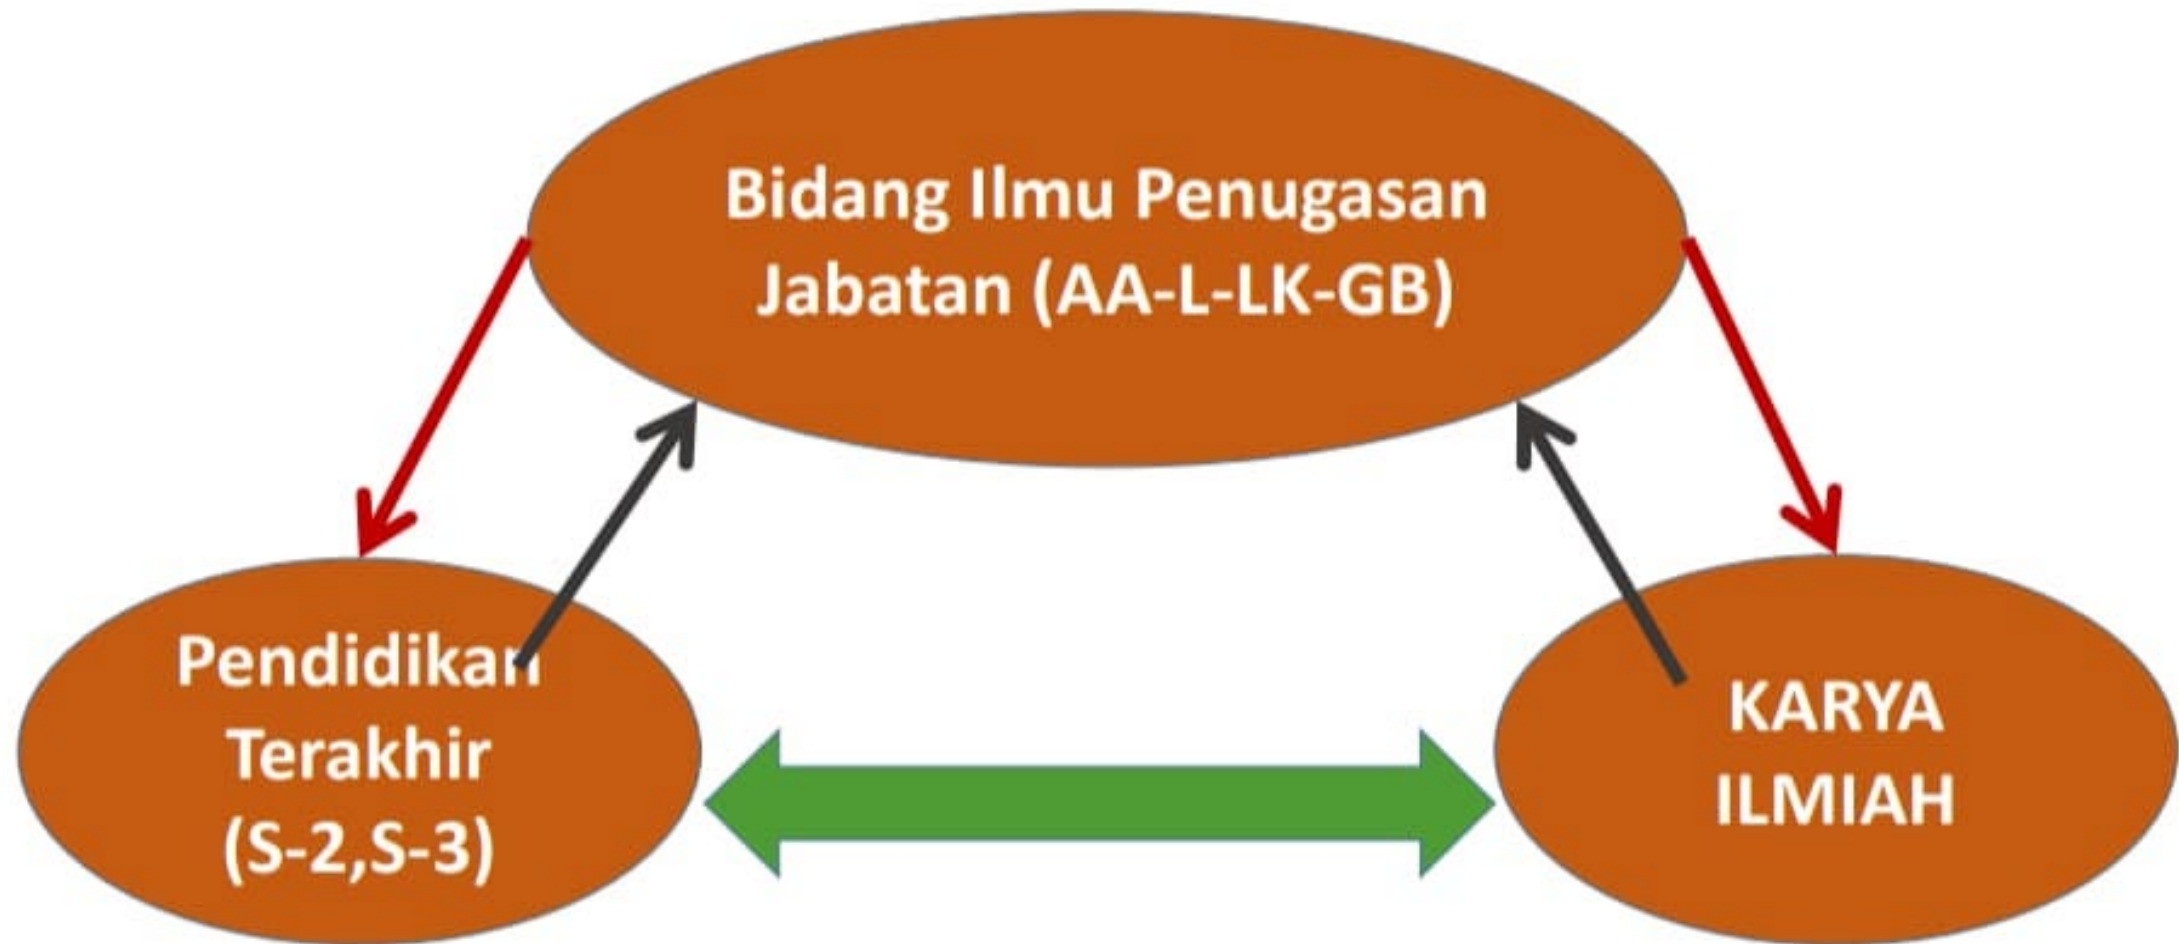 Bidang Ilmu Penugasan
Jabatan (AA-L-LK-GB)
Pendidikan
Terakhir
(S-2,S-3)
KARYA
ILMIAH